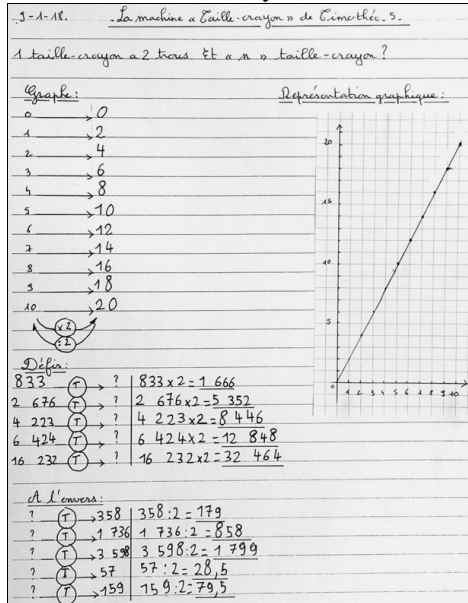 9-1-18. La machine « Taille-crayon » de Timothée. S.
1 taille-crayon a 2 trous. Et « n » taille-crayon ?
Graphe :
0 → 0
1 → 2
2 → 4
3 → 6
4 → 8
5 → 10
6 → 12
7 → 14
8 → 16
9 → 18
10 → 20
x 2
: 2
Représentation graphique :
20
15
10
5
0 1 2 3 4 5 6 7 8 9 10
Défis :
833 T → ? | 833 x 2 = 1 666
2 676 T → ? | 2 676 x 2 = 5 352
4 223 T → ? | 4 223 x 2 = 8 446
6 424 T → ? | 6 424 x 2 = 12 848
16 232 T → ? | 16 232 x 2 = 32 464
A l'envers :
? T → 358 | 358 : 2 = 179
? T → 1 736 | 1 736 : 2 = 858
? T → 3 598 | 3 598 : 2 = 1 799
? T → 57 | 57 : 2 = 28,5
? T → 159 | 159 : 2 = 79,5